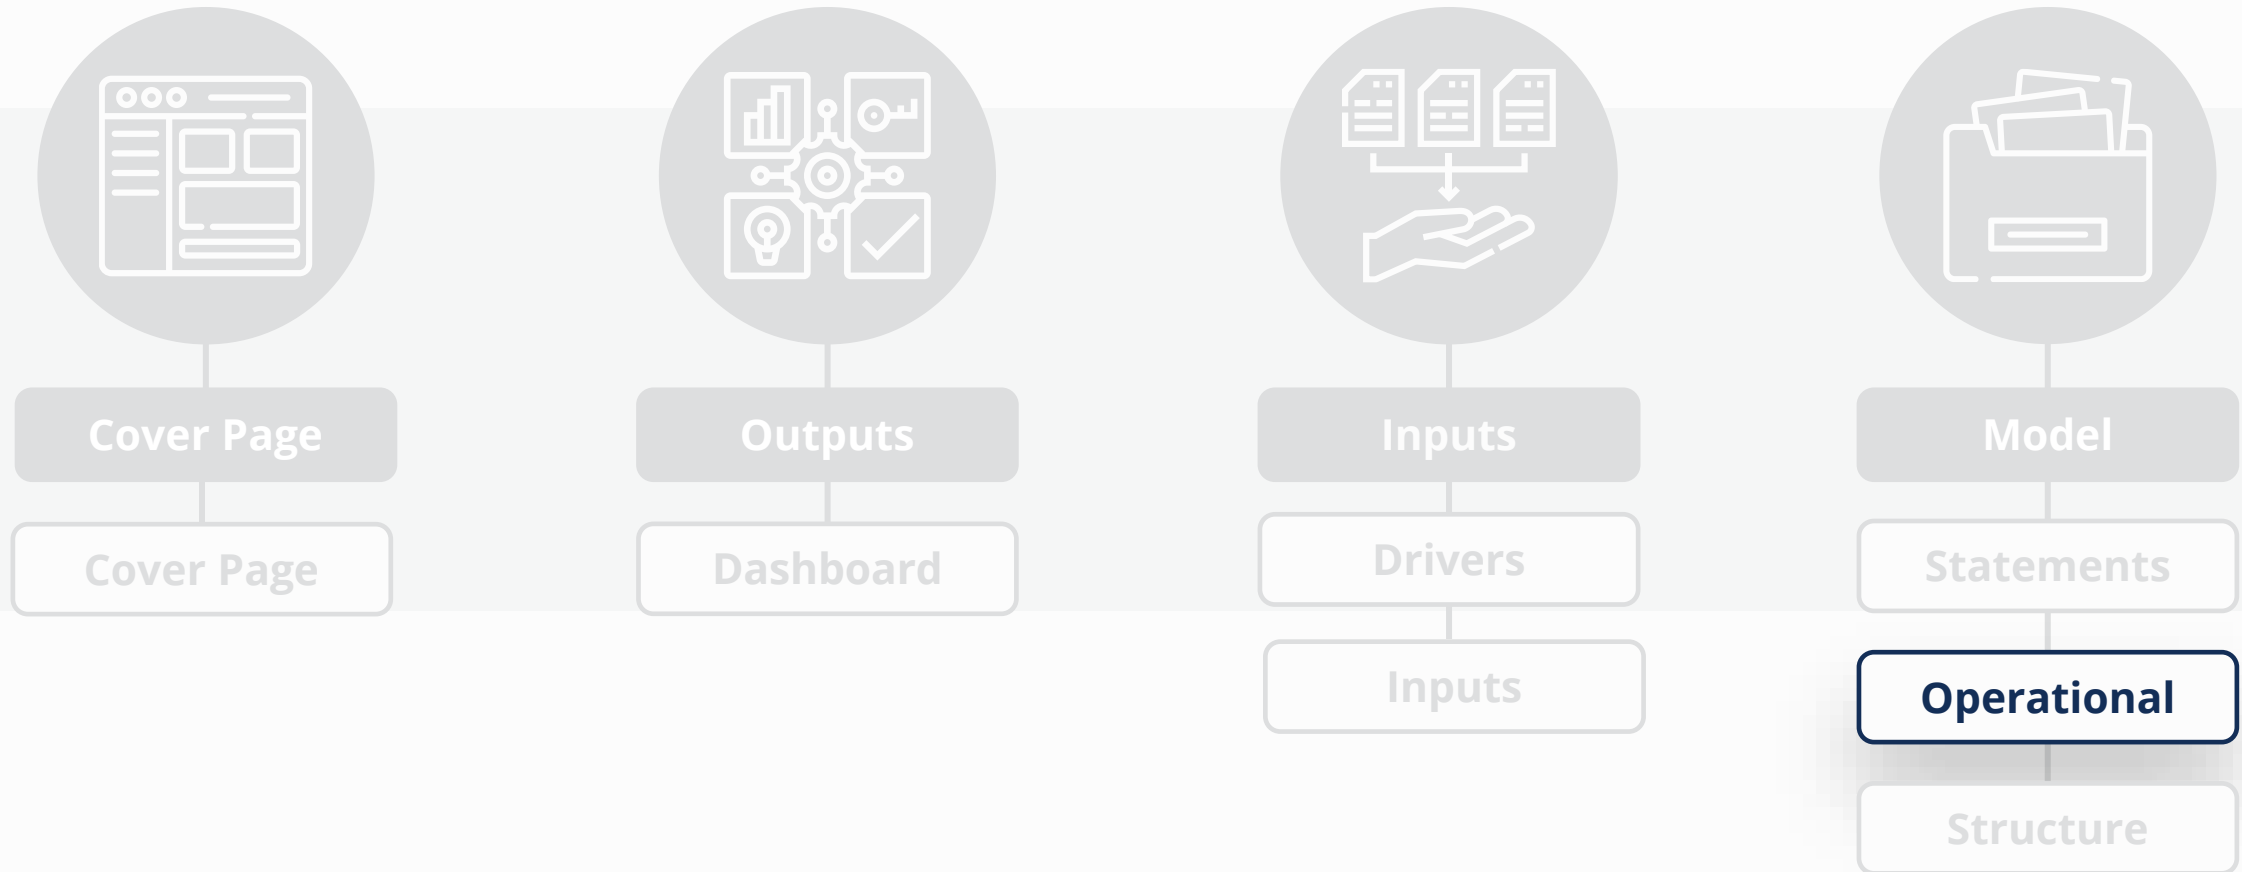 Cover Page
Outputs
Inputs
Model
Cover Page
Dashboard
Drivers
Statements
Inputs
Operational
Structure